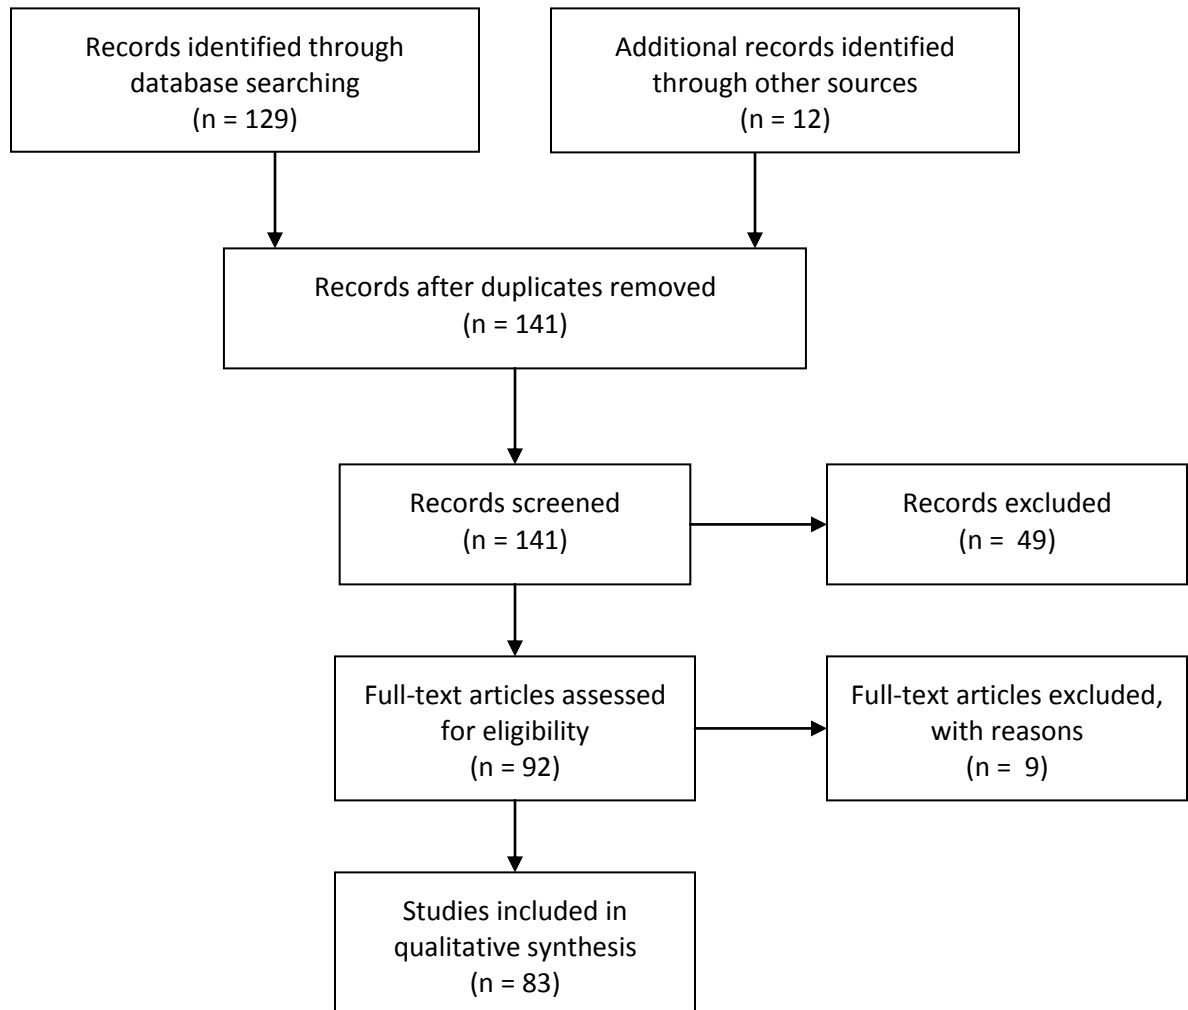 Records identified through
database searching
(n = 129)
Additional records identified
through other sources
(n = 12)
Records after duplicates removed
(n = 141)
Records screened
(n = 141)
Records excluded
(n =  49)
Full-text articles assessed
for eligibility
(n = 92)
Full-text articles excluded,
with reasons
(n =  9)
Studies included in
qualitative synthesis
(n = 83)